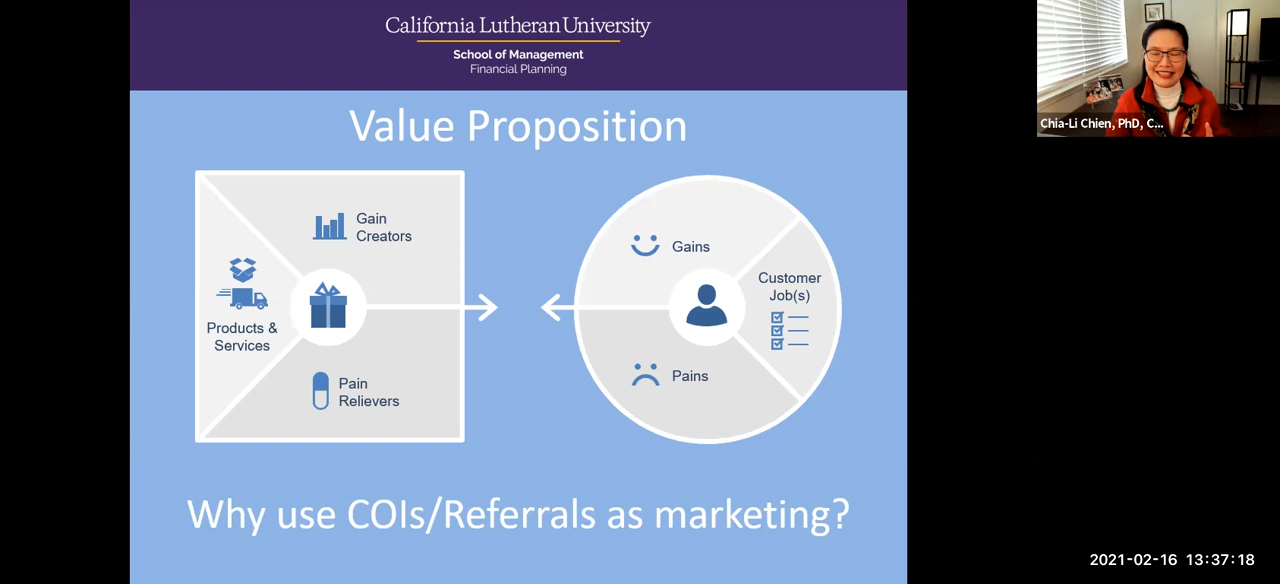 California Lutheran University
School of Management
Financial Planning
Value Proposition
Gain
Creators
Products &
Services
Pain
Relievers
Gains
Customer
Job(s)
Pains
Why use COIs/Referrals as marketing?
Chia-Li Chien, PhD, C...
2021-02-16 13:37:18